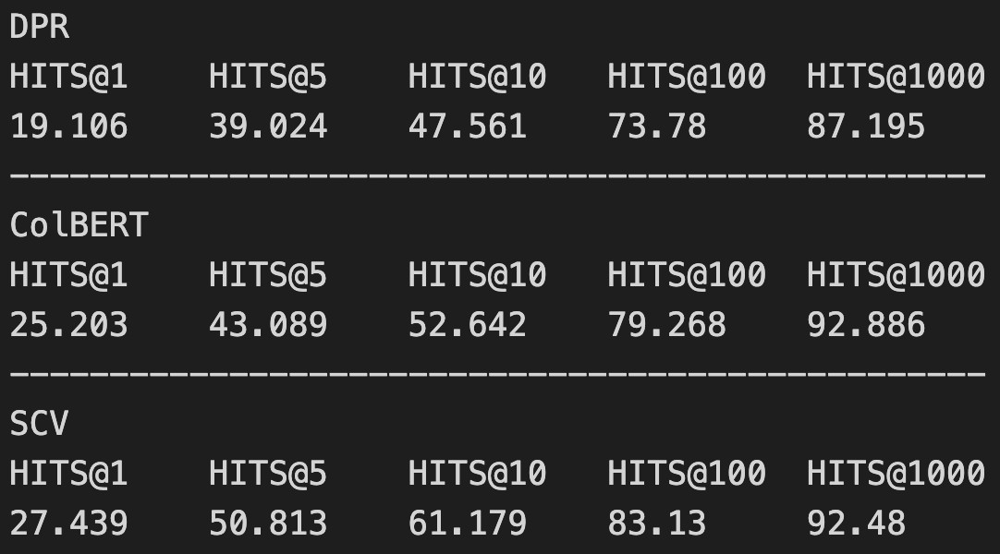 DPR
HITS@1 HITS@5 HITS@10 HITS@100 HITS@1000
19.106 39.024 47.561 73.78 87.195
-------------------------------------------------
ColBERT
HITS@1 HITS@5 HITS@10 HITS@100 HITS@1000
25.203 43.089 52.642 79.268 92.886
-------------------------------------------------
SCV
HITS@1 HITS@5 HITS@10 HITS@100 HITS@1000
27.439 50.813 61.179 83.13 92.48